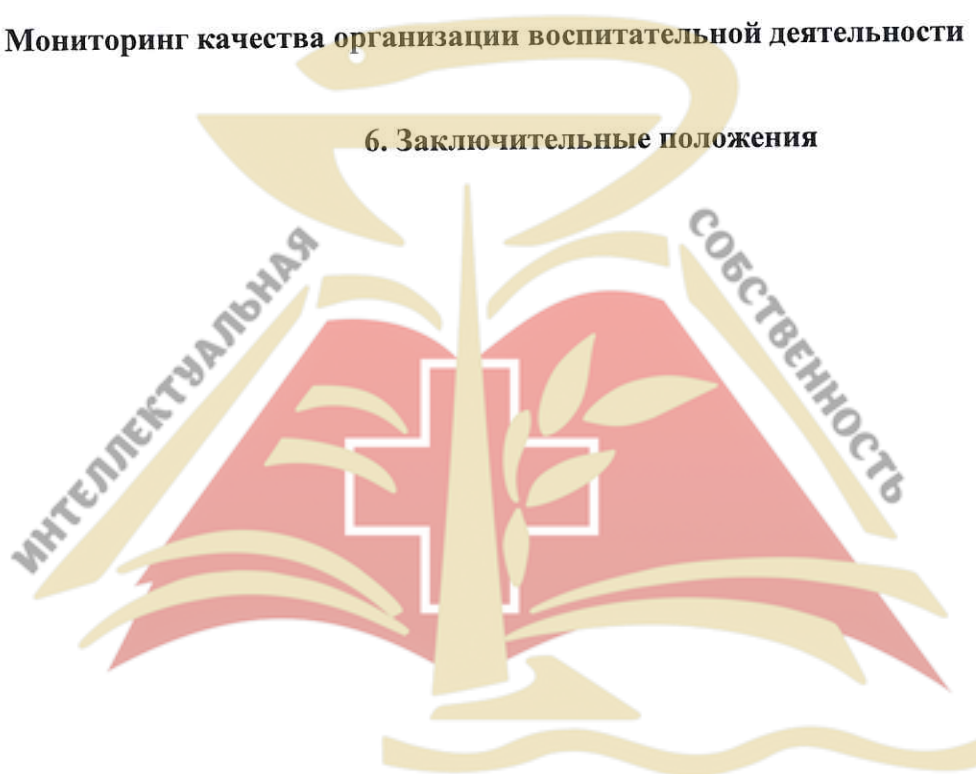 Мониторинг качества организации воспитательной деятельности
6. Заключительные положения
ИНТЕЛЛЕКТУАЛЬНАЯ
СОБСТВЕННОСТЬ